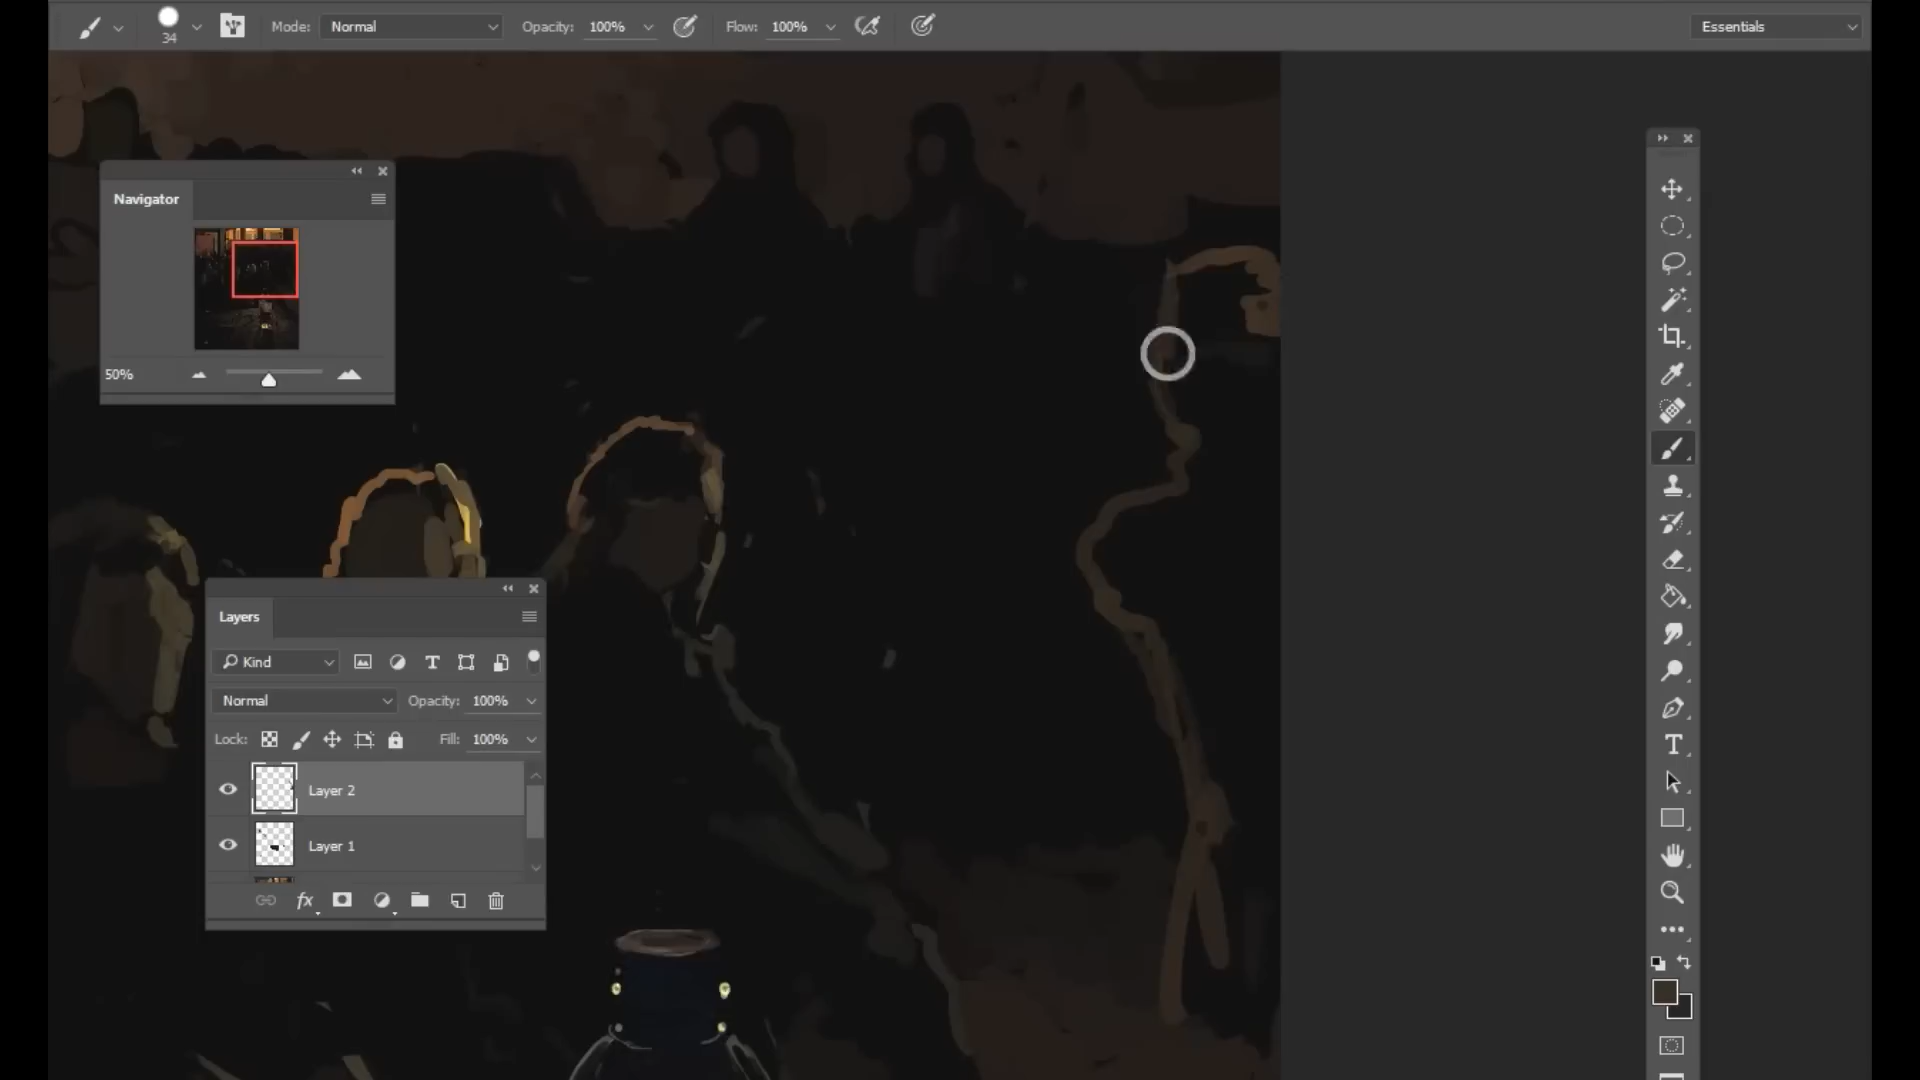 34
Mode: Normal
Opacity: 100%
Flow: 100%
Essentials
Navigator
50%
Layers
Kind
Normal
Opacity: 100%
Lock:
Fill: 100%
Layer 2
Layer 1
fx